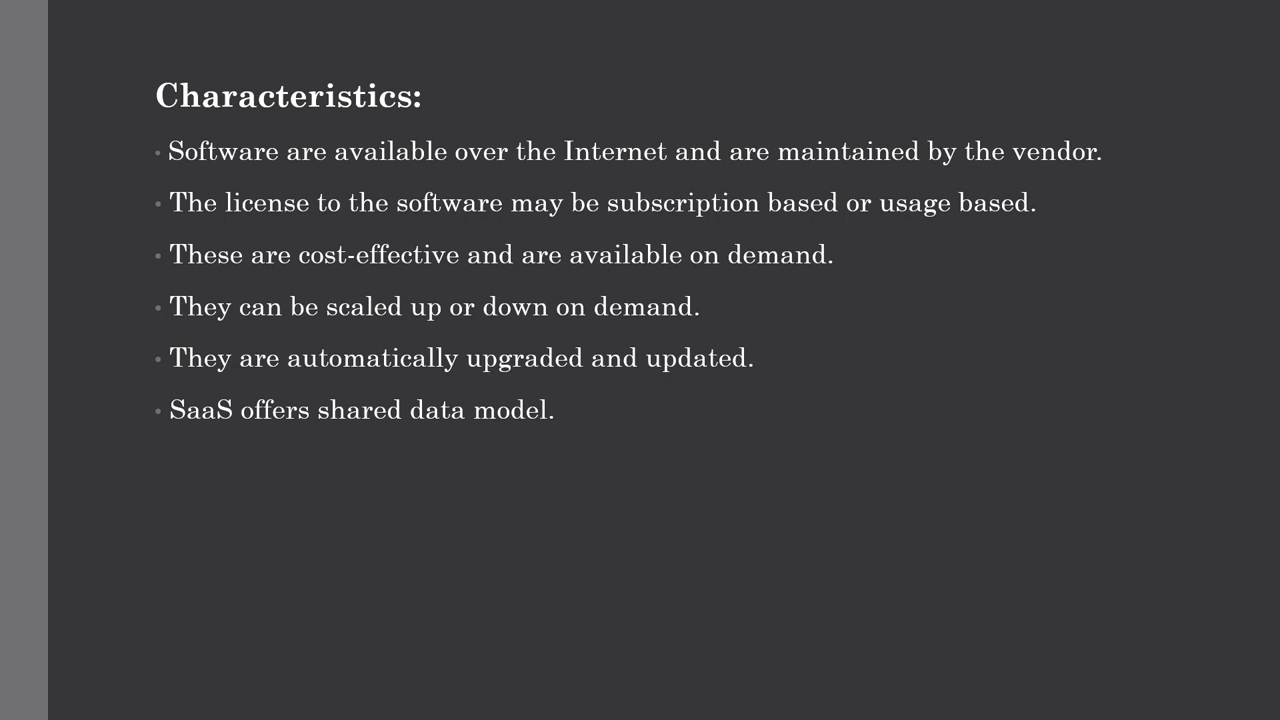 Characteristics:
• Software are available over the Internet and are maintained by the vendor.
• The license to the software may be subscription based or usage based.
• These are cost-effective and are available on demand.
• They can be scaled up or down on demand.
• They are automatically upgraded and updated.
• SaaS offers shared data model.